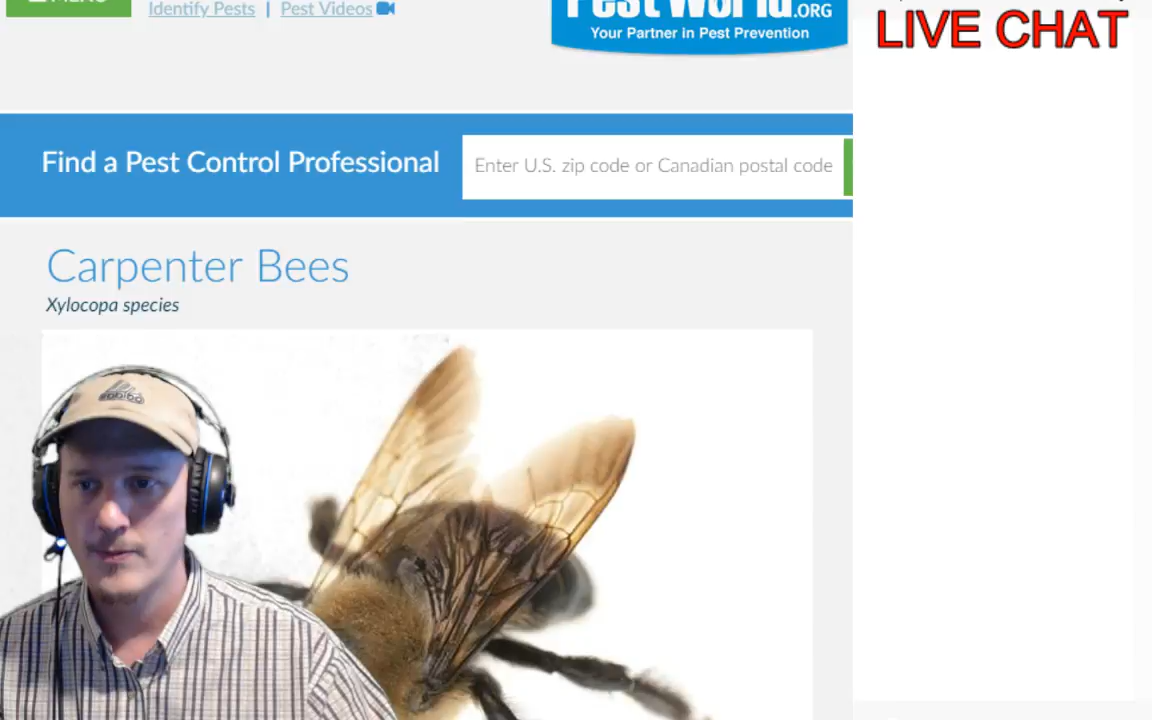 MENU
Identify Pests | Pest Videos
PestWorld.ORG
Your Partner in Pest Prevention
LIVE CHAT
Find a Pest Control Professional
Enter U.S. zip code or Canadian postal code
Carpenter Bees
Xylocopa species